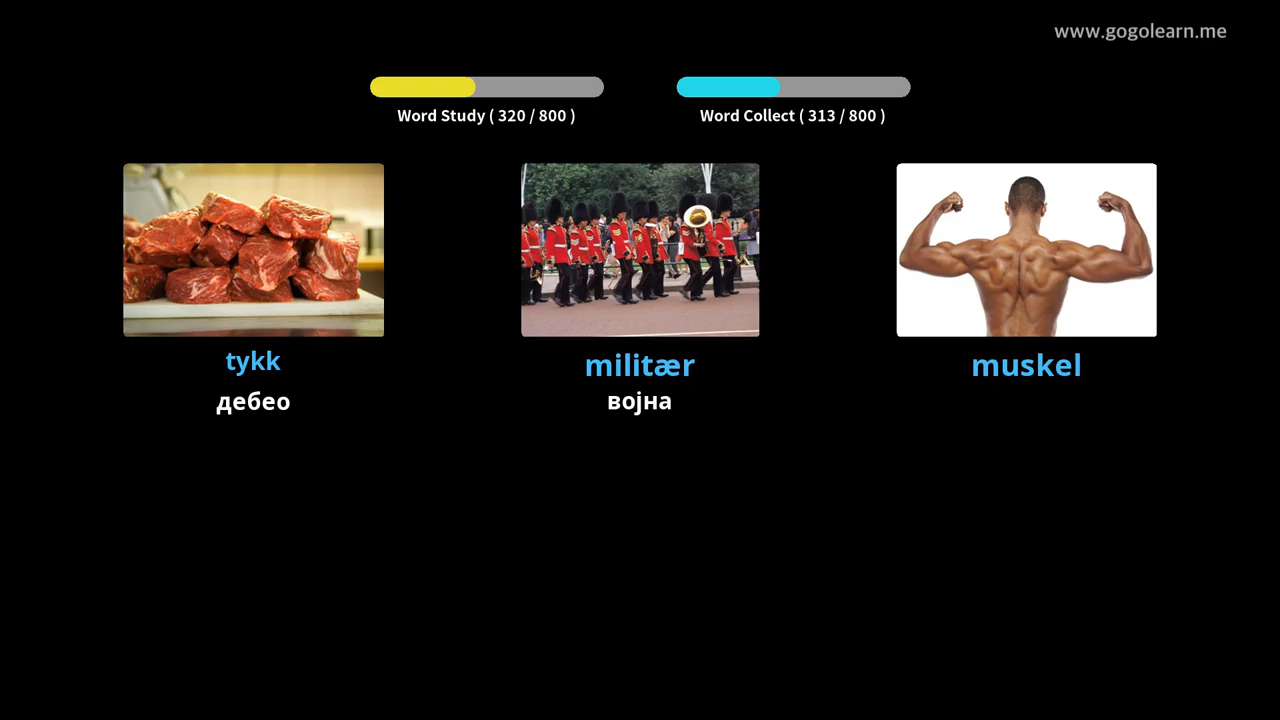 www.gogolearn.me
Word Study ( 320 / 800 )
Word Collect ( 313 / 800 )
tykk
militær
muskel
дебео
војна